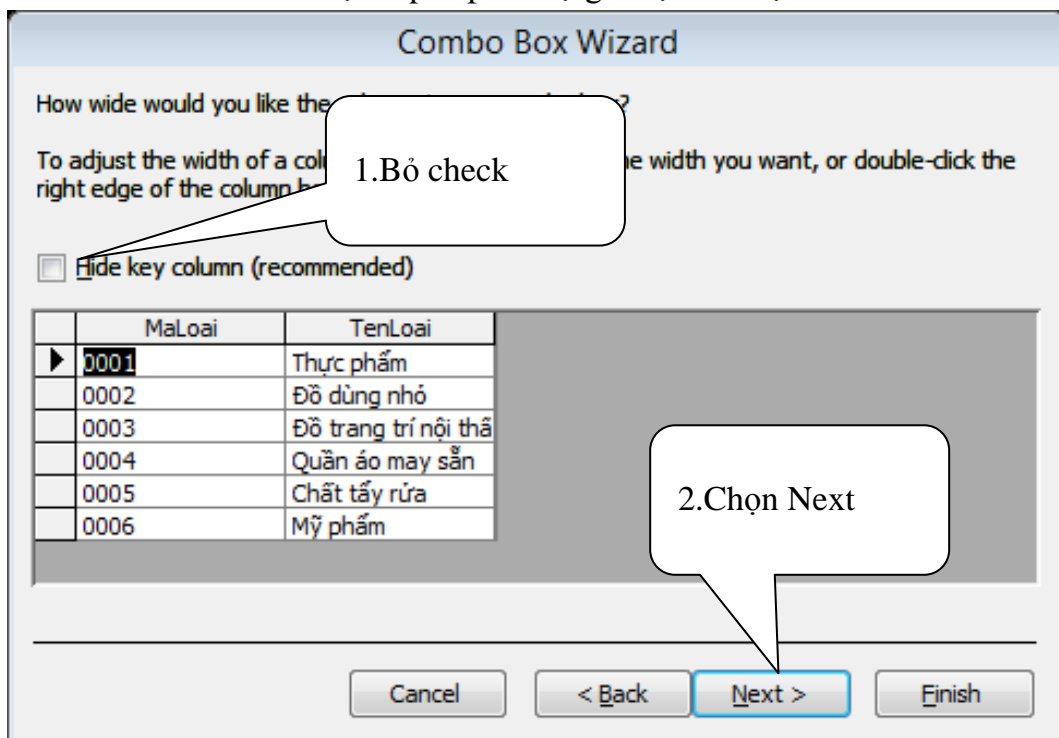 Combo Box Wizard
How wide would you like the
To adjust the width of a width you want, or double-click the
right edge of the column
1.Bỏ check
Hide key column (recommended)
MaLoai TenLoai
0001 Thực phẩm
0002 Đồ dùng nhỏ
0003 Đồ trang trí nội thấ
0004 Quần áo may sẵn
0005 Chất tẩy rửa
0006 Mỹ phẩm
2.Chọn Next
Cancel < Back Next > Finish